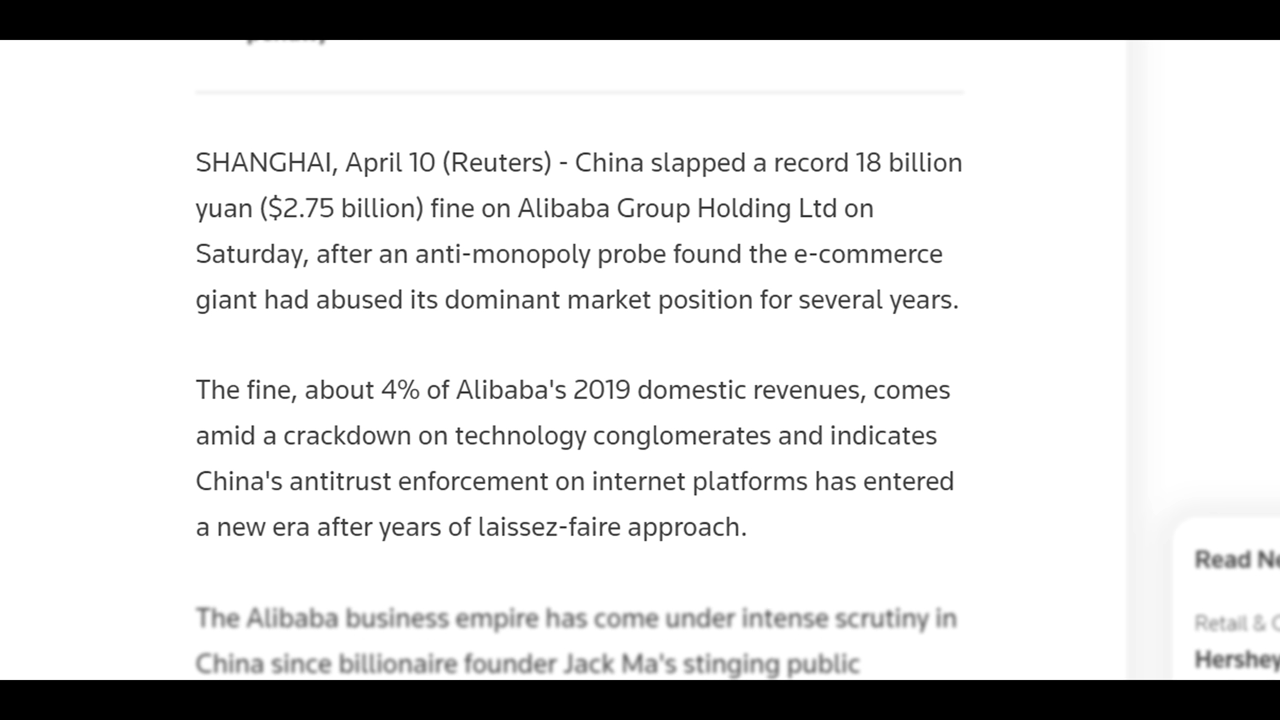 SHANGHAI, April 10 (Reuters) - China slapped a record 18 billion
yuan ($2.75 billion) fine on Alibaba Group Holding Ltd on
Saturday, after an anti-monopoly probe found the e-commerce
giant had abused its dominant market position for several years.
The fine, about 4% of Alibaba's 2019 domestic revenues, comes
amid a crackdown on technology conglomerates and indicates
China's antitrust enforcement on internet platforms has entered
a new era after years of laissez-faire approach.
The Alibaba business empire has come under intense scrutiny in
China since billionaire founder Jack Ma's stinging public
Read
Retail &
Hershey